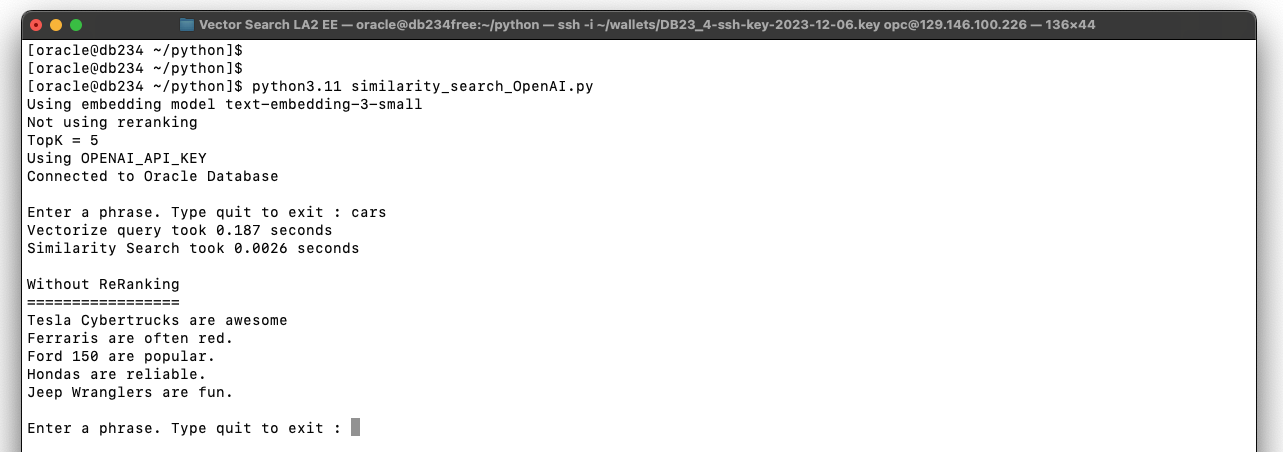 Vector Search LA2 EE — oracle@db234free:~/python — ssh -i ~/wallets/DB23_4-ssh-key-2023-12-06.key opc@129.146.100.226 — 136×44
[oracle@db234 ~/python]$
[oracle@db234 ~/python]$
[oracle@db234 ~/python]$ python3.11 similarity_search_OpenAI.py
Using embedding model text-embedding-3-small
Not using reranking
TopK = 5
Using OPENAI_API_KEY
Connected to Oracle Database
Enter a phrase. Type quit to exit : cars
Vectorize query took 0.187 seconds
Similarity Search took 0.0026 seconds
Without ReRanking
=================
Tesla Cybertrucks are awesome
Ferraris are often red.
Ford 150 are popular.
Hondas are reliable.
Jeep Wranglers are fun.
Enter a phrase. Type quit to exit :